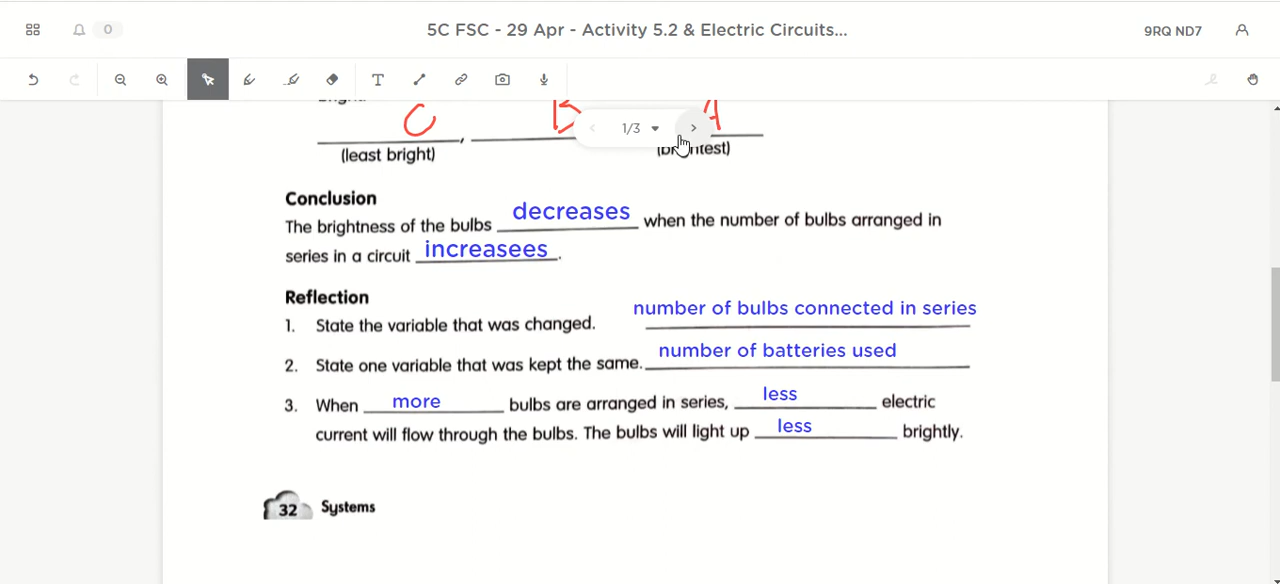 5C FSC - 29 Apr - Activity 5.2 & Electric Circuits...
0
9RQ ND7
T
C B A
1/3
(least bright)
Conclusion
The brightness of the bulbs decreases when the number of bulbs arranged in
series in a circuit increasees.
Reflection
1. State the variable that was changed. number of bulbs connected in series
2. State one variable that was kept the same. number of batteries used
3. When more bulbs are arranged in series, less electric
current will flow through the bulbs. The bulbs will light up less brightly.
32 Systems